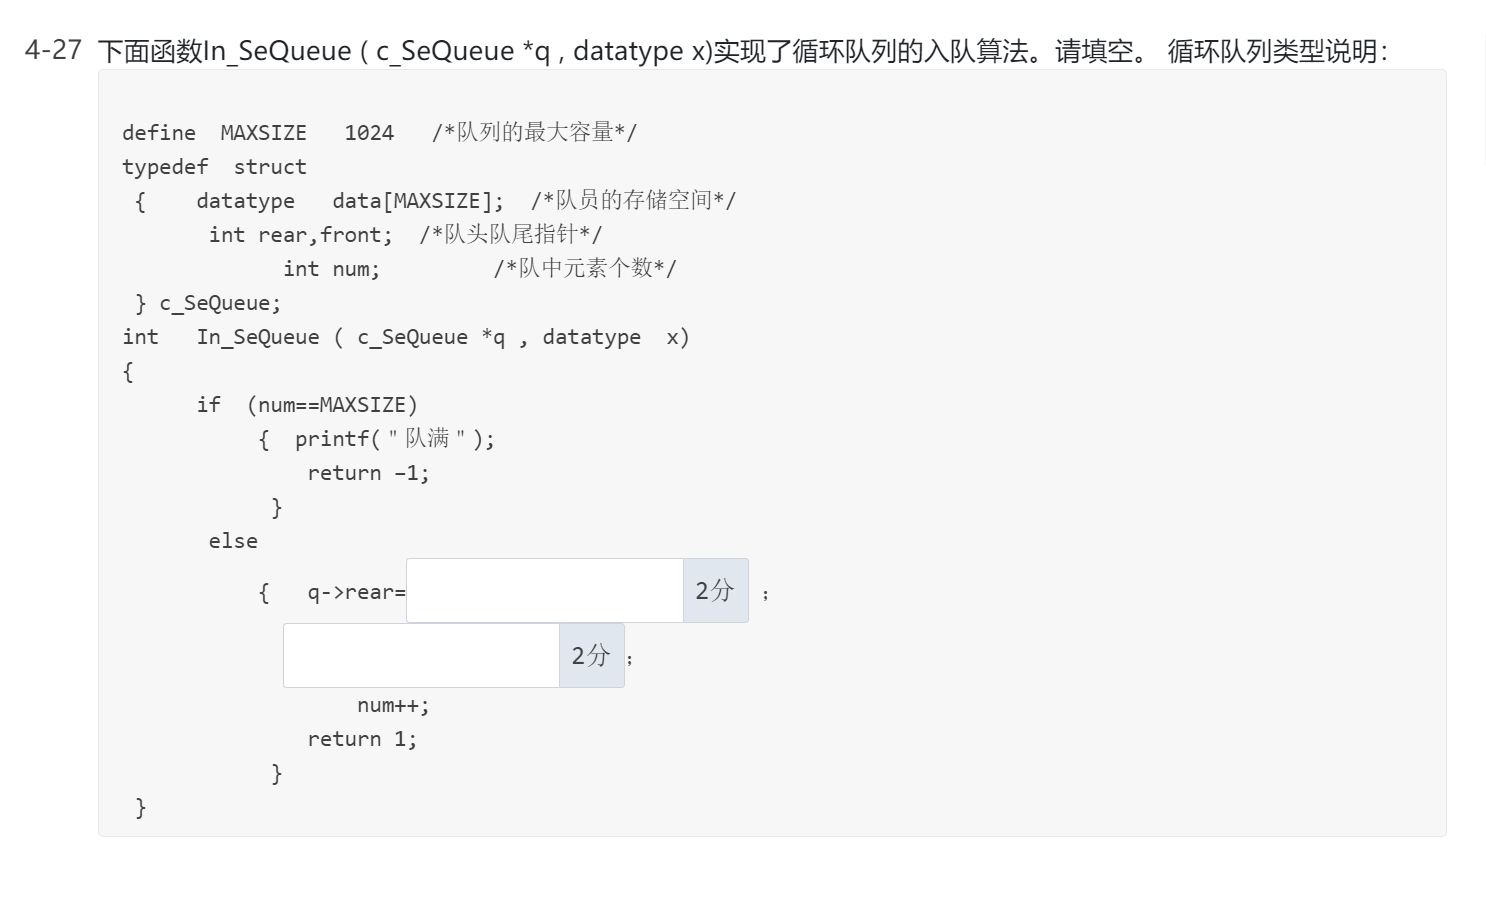 4-27 下面函数In_SeQueue ( c_SeQueue *q , datatype x)实现了循环队列的入队算法。请填空。 循环队列类型说明：
define  MAXSIZE   1024   /*队列的最大容量*/
typedef  struct
{    datatype   data[MAXSIZE];  /*队员的存储空间*/
int rear,front;  /*队头队尾指针*/
int num;         /*队中元素个数*/
} c_SeQueue;
int   In_SeQueue ( c_SeQueue *q , datatype  x)
{
if  (num==MAXSIZE)
{  printf("队满");
return –1;
}
else
{   q->rear= 2分 ;
2分 ;
num++;
return 1;
}
}